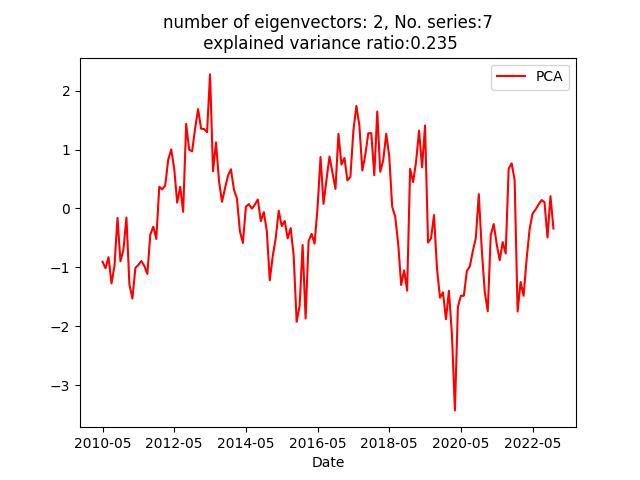 number of eigenvectors: 2, No. series:7
explained variance ratio:0.235
PCA
2
1
0
−1
−2
−3
2010-05 2012-05 2014-05 2016-05 2018-05 2020-05 2022-05
Date